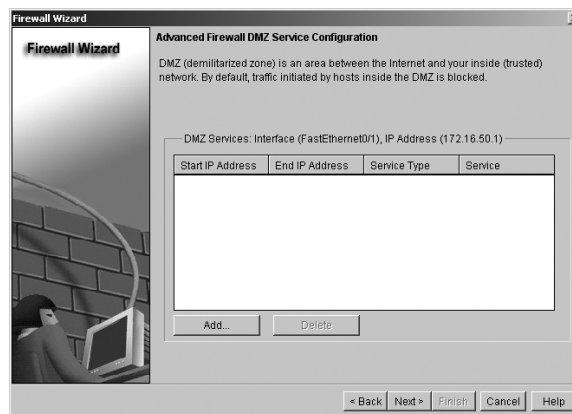 Firewall Wizard
Firewall Wizard
Advanced Firewall DMZ Service Configuration
DMZ (demilitarized zone) is an area between the Internet and your inside (trusted)
network. By default, traffic initiated by hosts inside the DMZ is blocked.
DMZ Services: Interface (FastEthernet0/1), IP Address (172.16.50.1)
Start IP Address End IP Address Service Type Service
Add... Delete
< Back Next > Finish Cancel Help